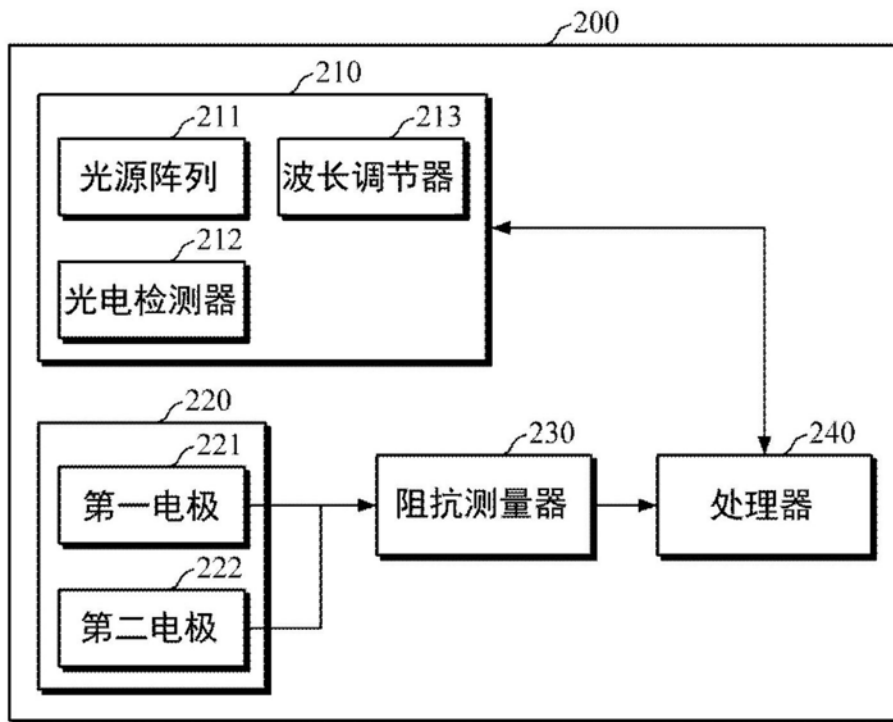 200
210
211
213
光源阵列
波长调节器
212
光电检测器
220
221
230
240
第一电极
阻抗测量器
处理器
222
第二电极